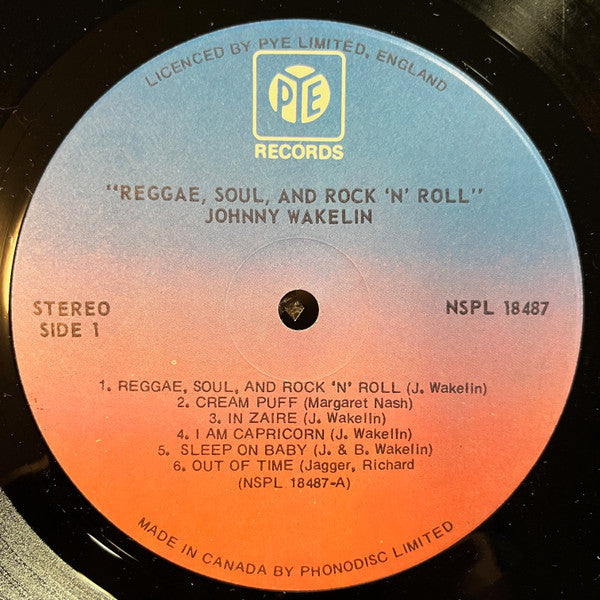 LICENCED BY PYE LIMITED, ENGLAND
PYE
RECORDS
"REGGAE, SOUL, AND ROCK 'N' ROLL"
JOHNNY WAKELIN
STEREO
SIDE 1
NSPL 18487
1. REGGAE, SOUL, AND ROCK 'N' ROLL (J. Wakelin)
2. CREAM PUFF (Margaret Nash)
3. IN ZAIRE (J. Wakelin)
4. I AM CAPRICORN (J. Wakelin)
5. SLEEP ON BABY (J. & B. Wakelin)
6. OUT OF TIME (Jagger, Richard
(NSPL 18487-A)
MADE IN CANADA BY PHONODISC LIMITED